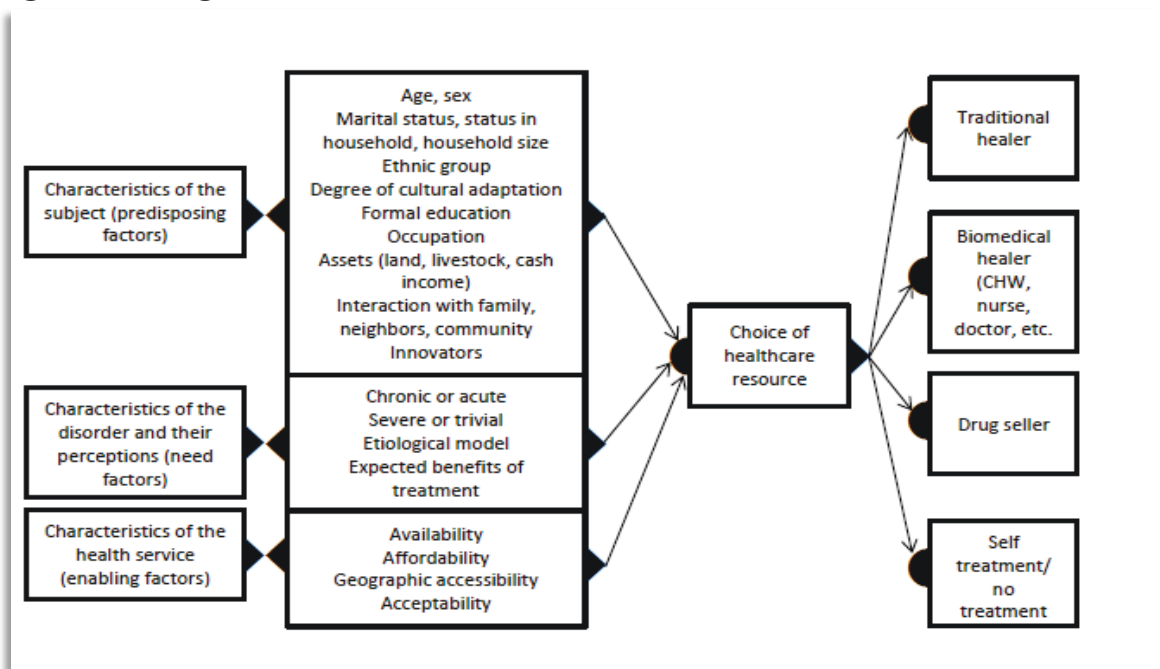 Characteristics of the
subject (predisposing
factors)
Age, sex
Marital status, status in
household, household size
Ethnic group
Degree of cultural adaptation
Formal education
Occupation
Assets (land, livestock, cash
income)
Interaction with family,
neighbors, community
Innovators
Characteristics of the
disorder and their
perceptions (need
factors)
Chronic or acute
Severe or trivial
Etiological model
Expected benefits of
treatment
Characteristics of the
health service
(enabling factors)
Availability
Affordability
Geographic accessibility
Acceptability
Choice of
healthcare
resource
Traditional
healer
Biomedical
healer
(CHW,
nurse,
doctor, etc.
Drug seller
Self
treatment/
no
treatment